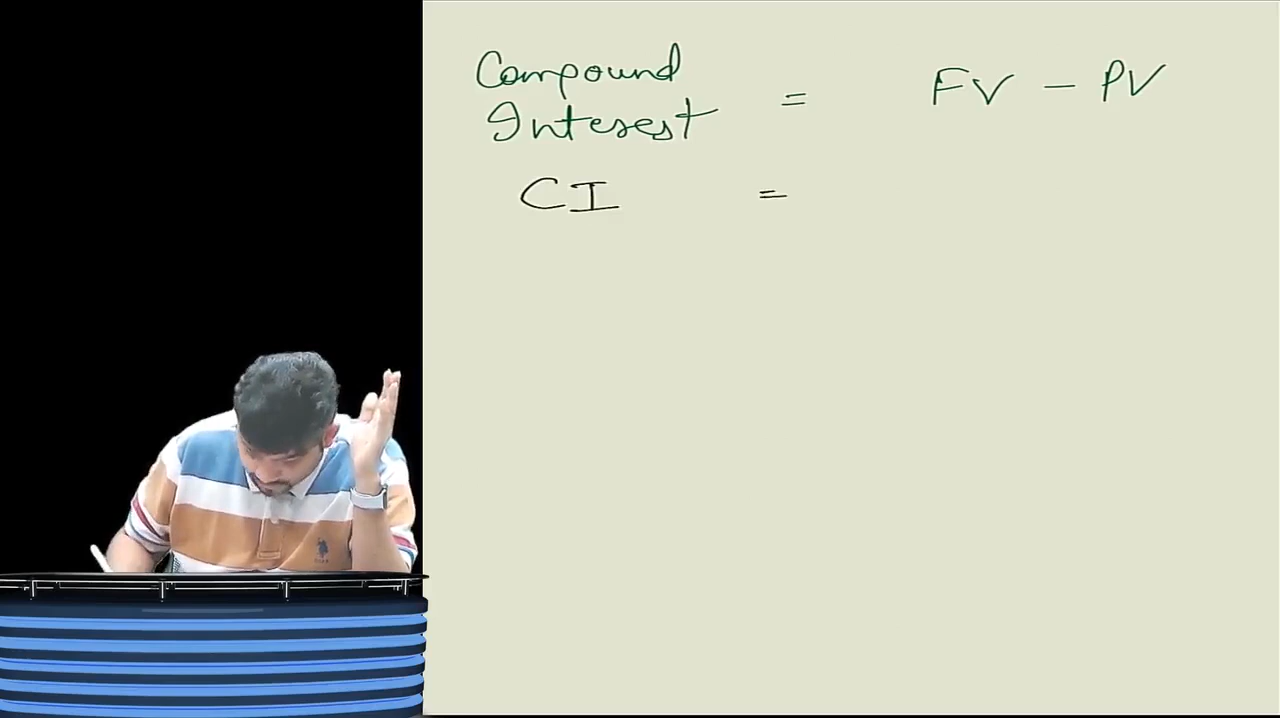 Compound
Interest = FV - PV
CI =